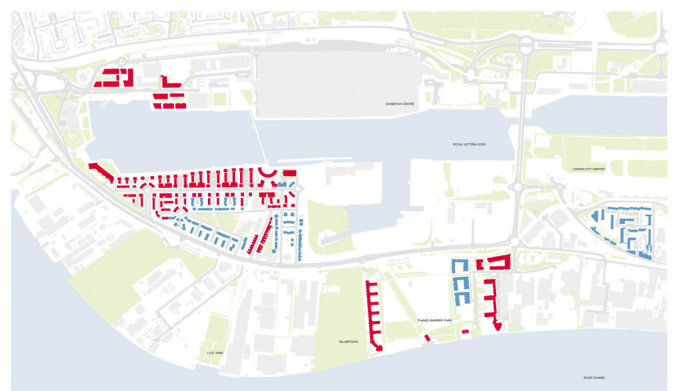 EXHIBITION CENTRE
ROYAL VICTORIA DOCK
LONDON CITY AIRPORT
THAMES BARRIER PARK
SILVERTOWN
LYLE PARK
RIVER THAMES